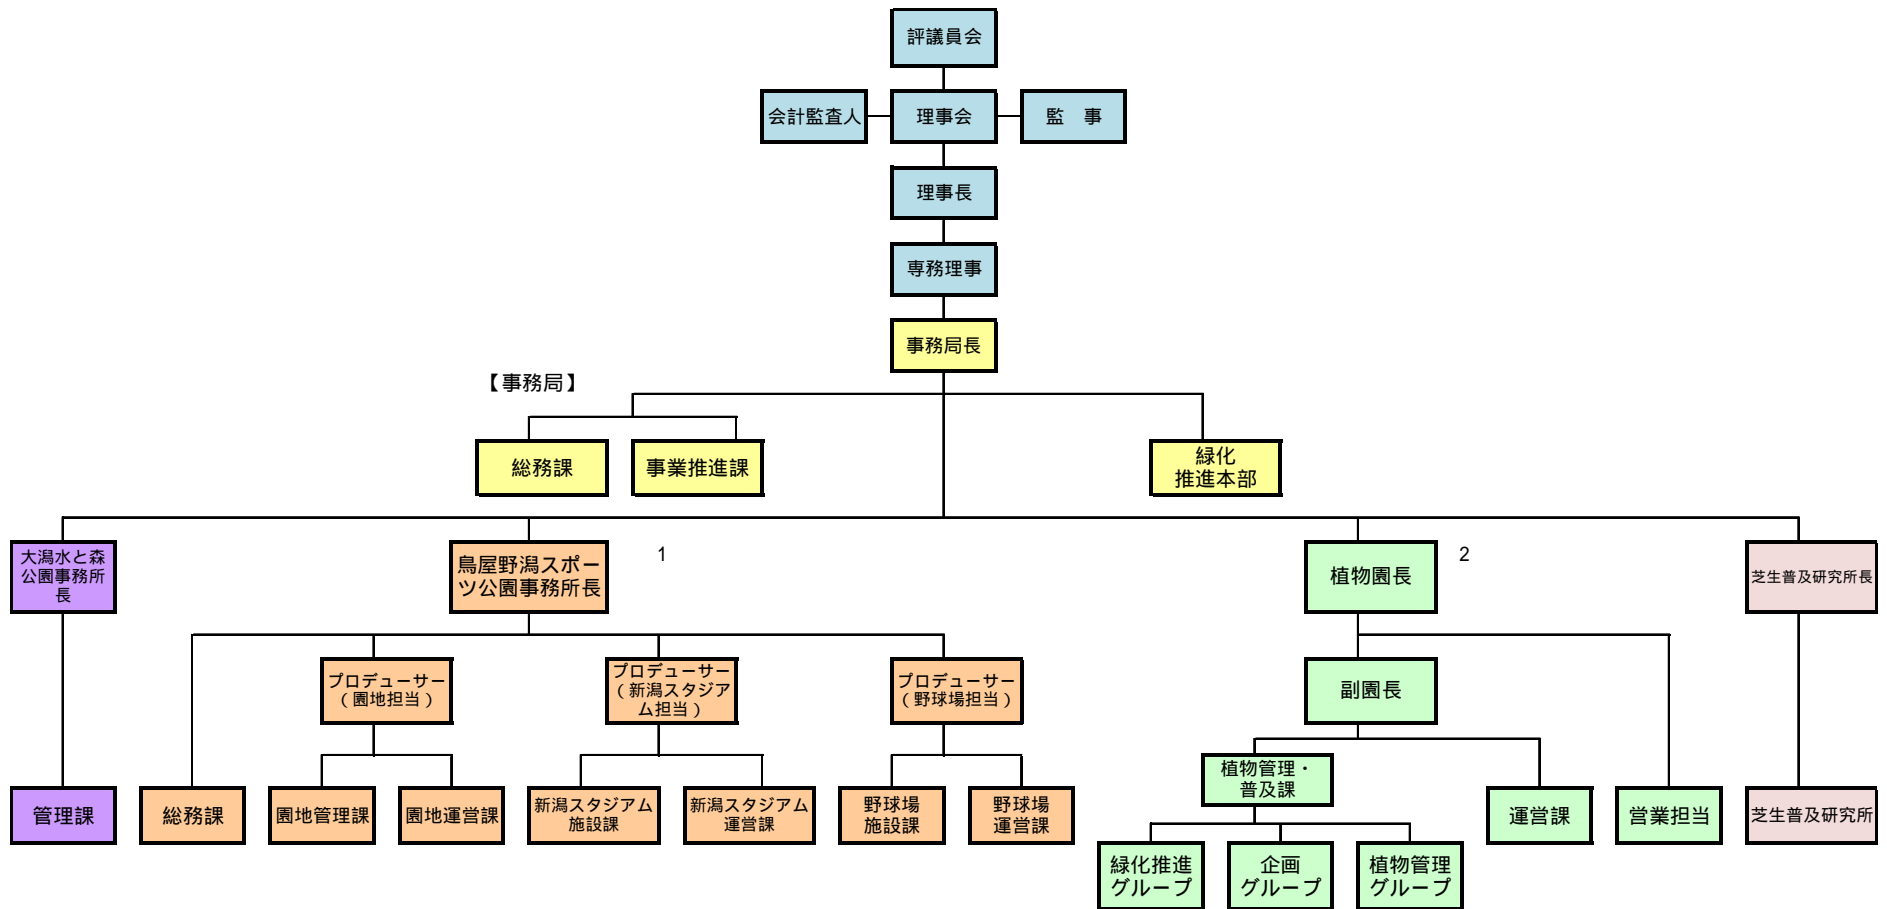 評議員会
会計監査人
理事会
監　事
理事長
専務理事
事務局長
【事務局】
総務課
事業推進課
緑化
推進本部
大潟水と森
公園事務所
長
鳥屋野潟スポー
ツ公園事務所長
1
植物園長
2
芝生普及研究所長
プロデューサー
（園地担当）
プロデューサー
（新潟スタジア
ム担当）
プロデューサー
（野球場担当）
副園長
管理課
総務課
園地管理課
園地運営課
新潟スタジアム
施設課
新潟スタジアム
運営課
野球場
施設課
野球場
運営課
植物管理・
普及課
運営課
営業担当
芝生普及研究所
緑化推進
グループ
企画
グループ
植物管理
グループ